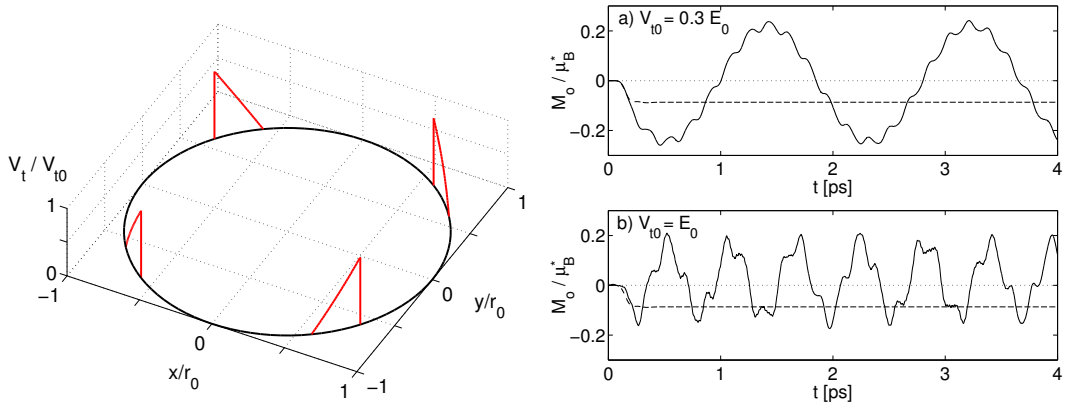 V_t / V_t0
1
0
−1
0
x/r_0
1
−1
0
y/r_0
1
a) V_t0 = 0.3 E_0
0.2
0
−0.2
M_o / μ_B^*
0
1
2
3
4
t [ps]
b) V_t0 = E_0
0.2
0
−0.2
M_o / μ_B^*
0
1
2
3
4
t [ps]